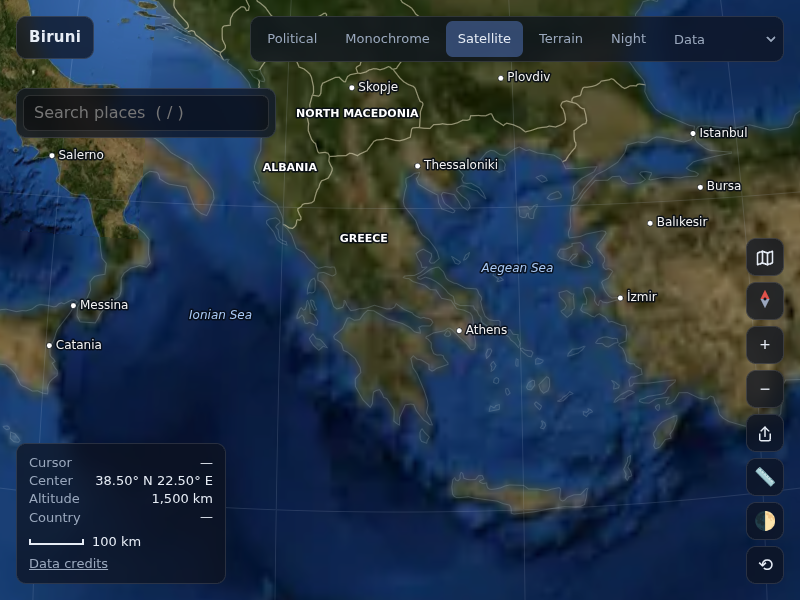 Biruni
Political Monochrome Satellite Terrain Night Data
Search places ( / )
Skopje
Plovdiv
NORTH MACEDONIA
Istanbul
Salerno
ALBANIA
Thessaloniki
Bursa
Balıkesir
GREECE
Aegean Sea
İzmir
Messina
Ionian Sea
Athens
Catania
+
−
Cursor —
Center 38.50° N 22.50° E
Altitude 1,500 km
Country —
100 km
Data credits